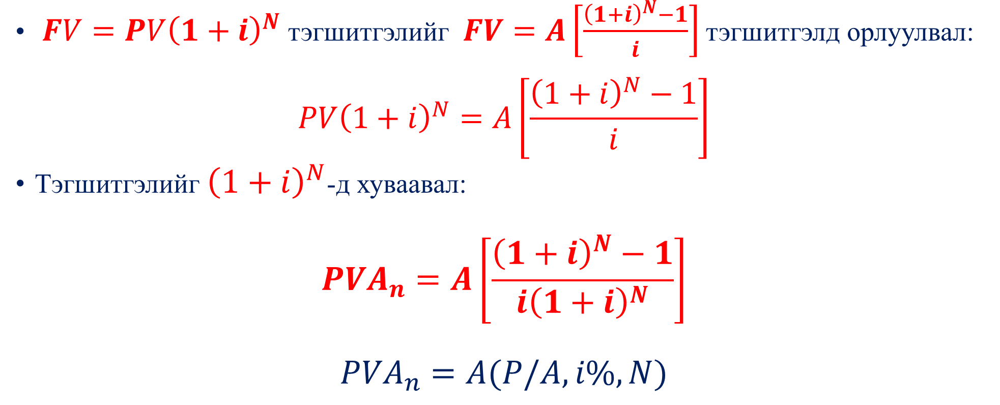 • FV = PV(1 + i)^N тэгшитгэлийг FV = A [((1+i)^N−1)/i] тэгшитгэлд орлуулвал:
PV(1 + i)^N = A [((1 + i)^N − 1)/i]
• Тэгшитгэлийг (1 + i)^N -д хуваавал:
PVA_n = A [((1 + i)^N − 1)/(i(1 + i)^N)]
PVA_n = A(P/A, i%, N)